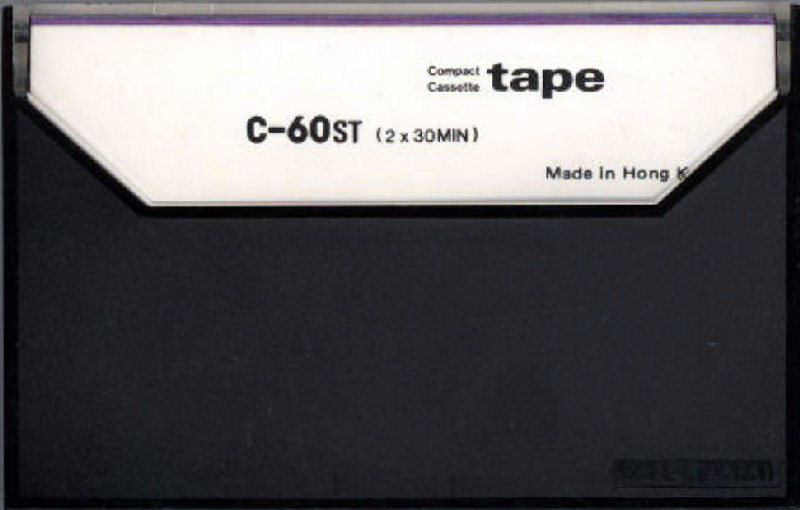 Compact
Cassette tape
C-60ST (2 x 30MIN)
Made in Hong K